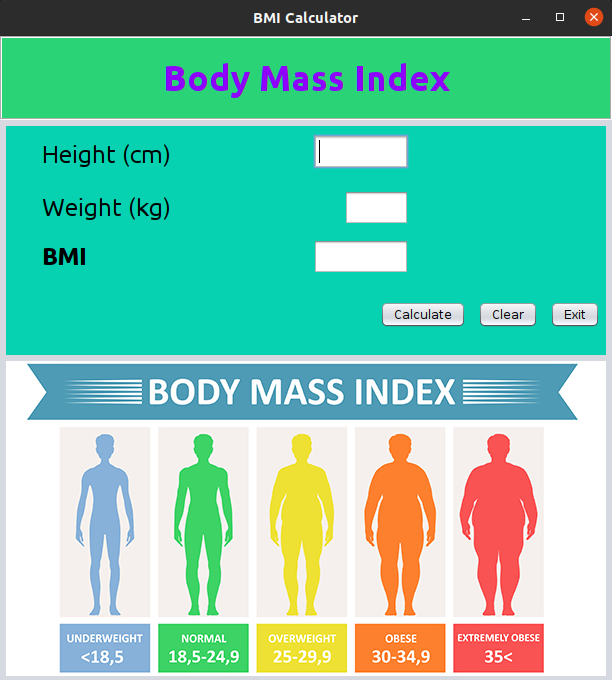 BMI Calculator
Body Mass Index
Height (cm)
Weight (kg)
BMI
Calculate Clear Exit
BODY MASS INDEX
UNDERWEIGHT NORMAL OVERWEIGHT OBESE EXTREMELY OBESE
<18,5 18,5-24,9 25-29,9 30-34,9 35<